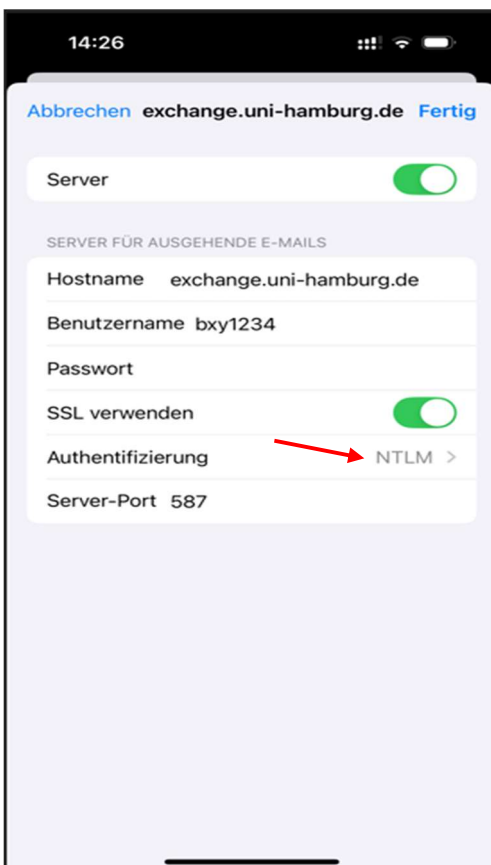 14:26
Abbrechen exchange.uni-hamburg.de Fertig
Server
SERVER FÜR AUSGEHENDE E-MAILS
Hostname exchange.uni-hamburg.de
Benutzername bxy1234
Passwort
SSL verwenden
Authentifizierung NTLM >
Server-Port 587